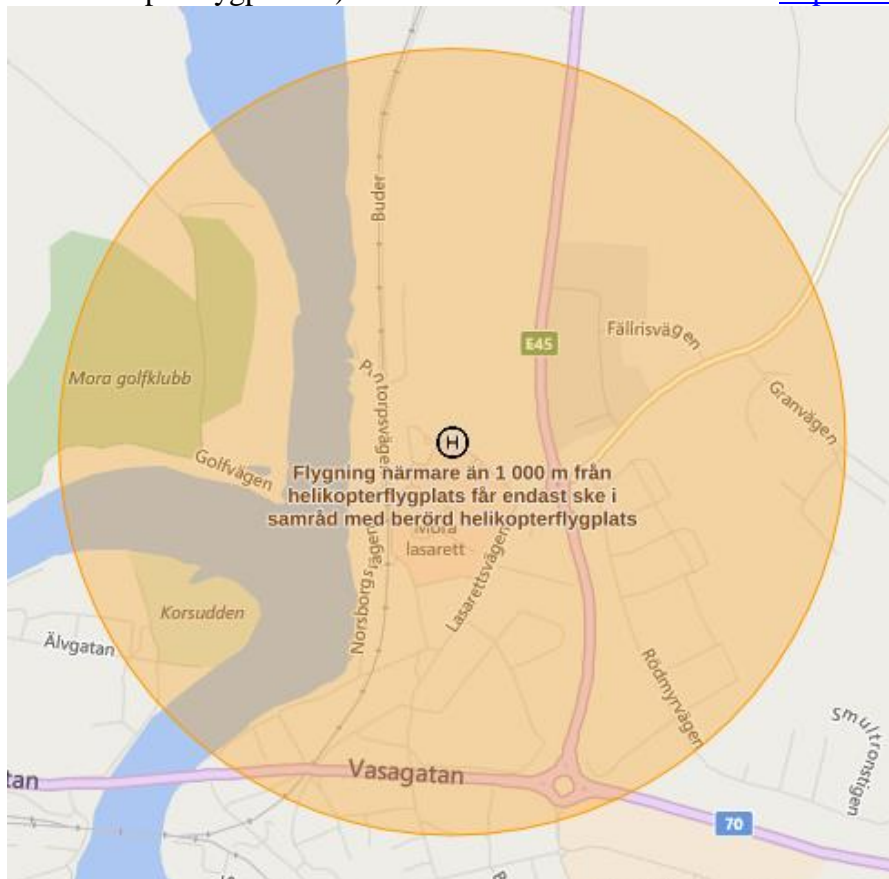 Buder
Fällrisvägen
E45
Mora golfklubb
Granvägen
H
Golfvägen
Flygning närmare än 1 000 m från
helikopterflygplats får endast ske i
samråd med berörd helikopterflygplats
Mora
lasarett
Lasarettsvägen
Korsudden
Älvgatan
Rödmyrvägen
Smultronstigen
Vasagatan
tan
70